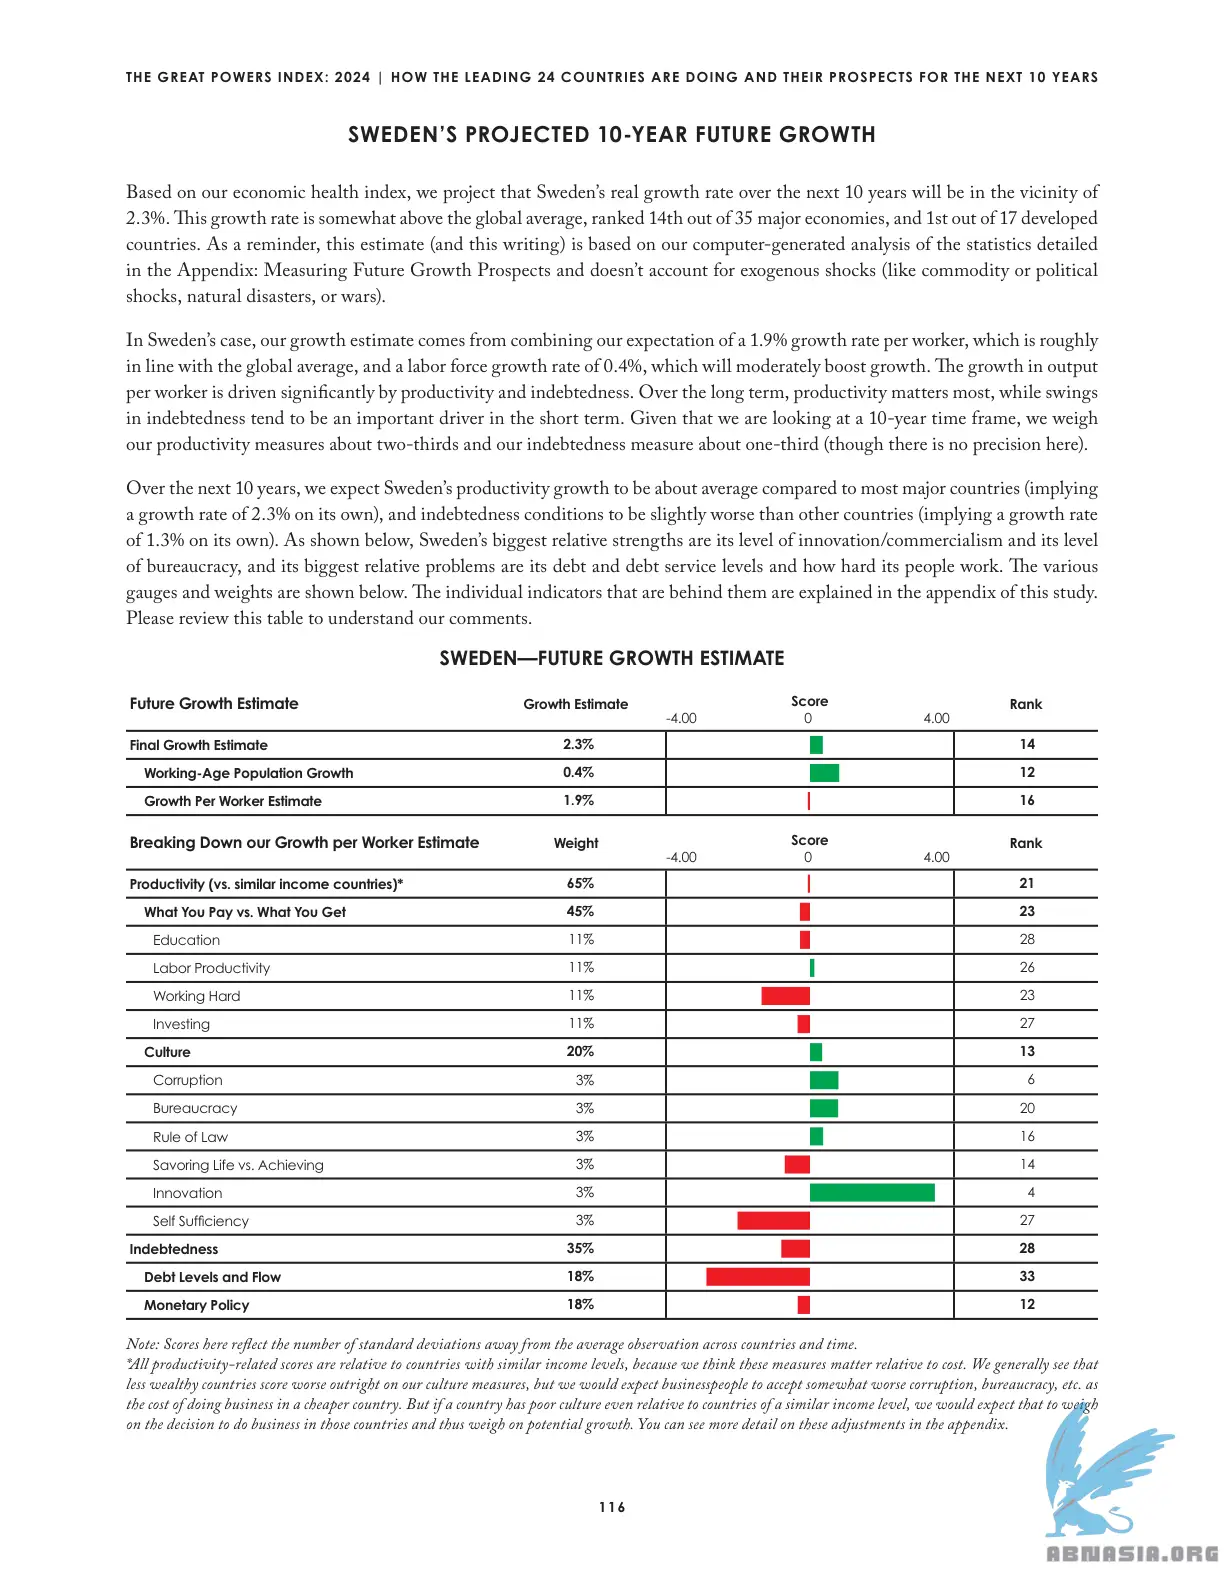 THE GREAT POWERS INDEX: 2024 | HOW THE LEADING 24 COUNTRIES ARE DOING AND THEIR PROSPECTS FOR THE NEXT 10 YEARS
SWEDEN'S PROJECTED 10-YEAR FUTURE GROWTH
Based on our economic health index, we project that Sweden's real growth rate over the next 10 years will be in the vicinity of
2.3%. This growth rate is somewhat above the global average, ranked 14th out of 35 major economies, and 1st out of 17 developed
countries. As a reminder, this estimate (and this writing) is based on our computer-generated analysis of the statistics detailed
in the Appendix: Measuring Future Growth Prospects and doesn't account for exogenous shocks (like commodity or political
shocks, natural disasters, or wars).
In Sweden's case, our growth estimate comes from combining our expectation of a 1.9% growth rate per worker, which is roughly
in line with the global average, and a labor force growth rate of 0.4%, which will moderately boost growth. The growth in output
per worker is driven significantly by productivity and indebtedness. Over the long term, productivity matters most, while swings
in indebtedness tend to be an important driver in the short term. Given that we are looking at a 10-year time frame, we weigh
our productivity measures about two-thirds and our indebtedness measure about one-third (though there is no precision here).
Over the next 10 years, we expect Sweden's productivity growth to be about average compared to most major countries (implying
a growth rate of 2.3% on its own), and indebtedness conditions to be slightly worse than other countries (implying a growth rate
of 1.3% on its own). As shown below, Sweden's biggest relative strengths are its level of innovation/commercialism and its level
of bureaucracy, and its biggest relative problems are its debt and debt service levels and how hard its people work. The various
gauges and weights are shown below. The individual indicators that are behind them are explained in the appendix of this study.
Please review this table to understand our comments.
SWEDEN—FUTURE GROWTH ESTIMATE
Future Growth Estimate Growth Estimate Score Rank
-4.00 0 4.00
Final Growth Estimate 2.3% 14
Working-Age Population Growth 0.4% 12
Growth Per Worker Estimate 1.9% 16
Breaking Down our Growth per Worker Estimate Weight Score Rank
-4.00 0 4.00
Productivity (vs. similar income countries)* 65% 21
What You Pay vs. What You Get 45% 23
Education 11% 28
Labor Productivity 11% 26
Working Hard 11% 23
Investing 11% 27
Culture 20% 13
Corruption 3% 6
Bureaucracy 3% 20
Rule of Law 3% 16
Savoring Life vs. Achieving 3% 14
Innovation 3% 4
Self Sufficiency 3% 27
Indebtedness 35% 28
Debt Levels and Flow 18% 33
Monetary Policy 18% 12
Note: Scores here reflect the number of standard deviations away from the average observation across countries and time.
*All productivity-related scores are relative to countries with similar income levels, because we think these measures matter relative to cost. We generally see that
less wealthy countries score worse outright on our culture measures, but we would expect businesspeople to accept somewhat worse corruption, bureaucracy, etc. as
the cost of doing business in a cheaper country. But if a country has poor culture even relative to countries of a similar income level, we would expect that to weigh
on the decision to do business in those countries and thus weigh on potential growth. You can see more detail on these adjustments in the appendix.
116
ABNASIA.ORG